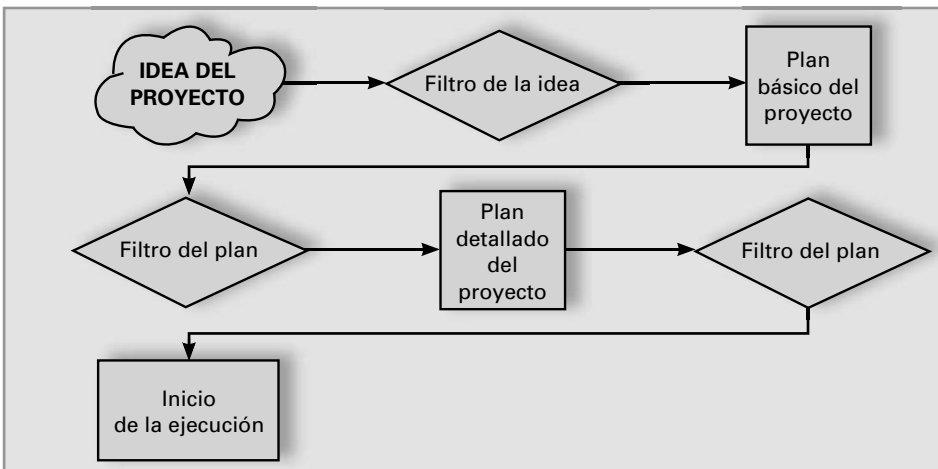 IDEA DEL
PROYECTO
Filtro de la idea
Plan
básico del
proyecto
Filtro del plan
Plan
detallado
del
proyecto
Filtro del plan
Inicio
de la ejecución